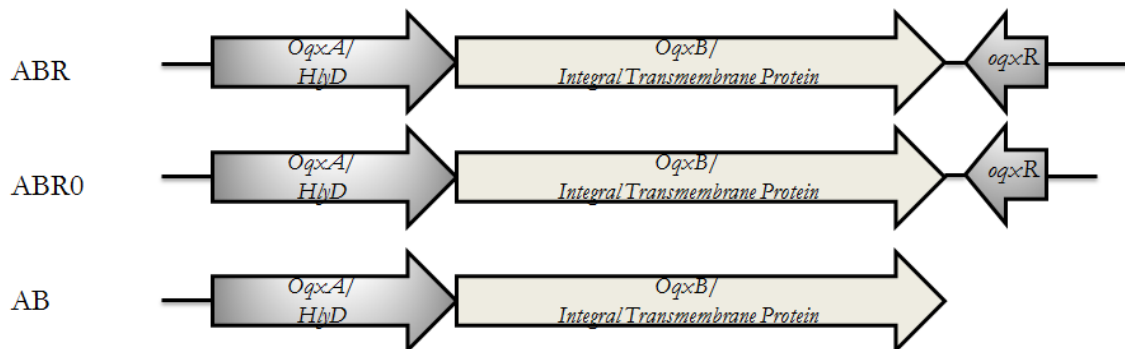 ABR
OqxA/
HlyD
OqxB/
Integral Transmembrane Protein
oqxR
ABR0
OqxA/
HlyD
OqxB/
Integral Transmembrane Protein
oqxR
AB
OqxA/
HlyD
OqxB/
Integral Transmembrane Protein